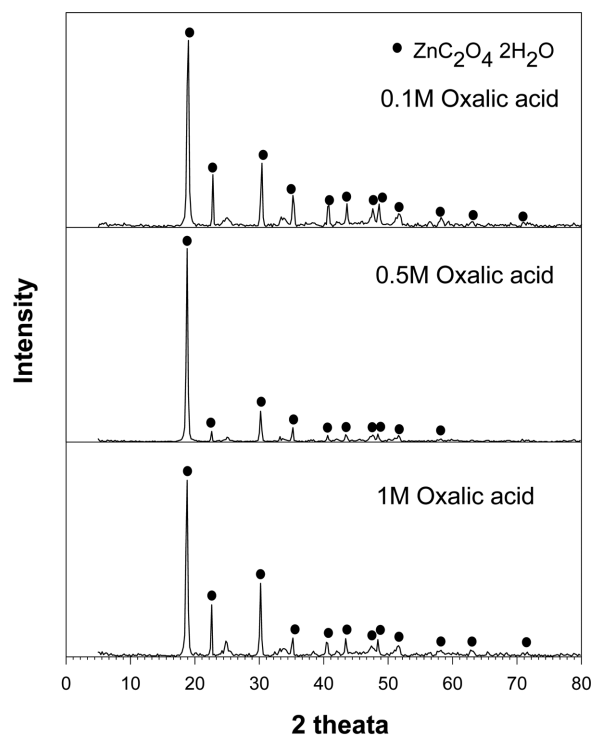 ● ZnC2O4 2H2O
0.1M Oxalic acid
0.5M Oxalic acid
1M Oxalic acid
Intensity
0 10 20 30 40 50 60 70 80
2 theata